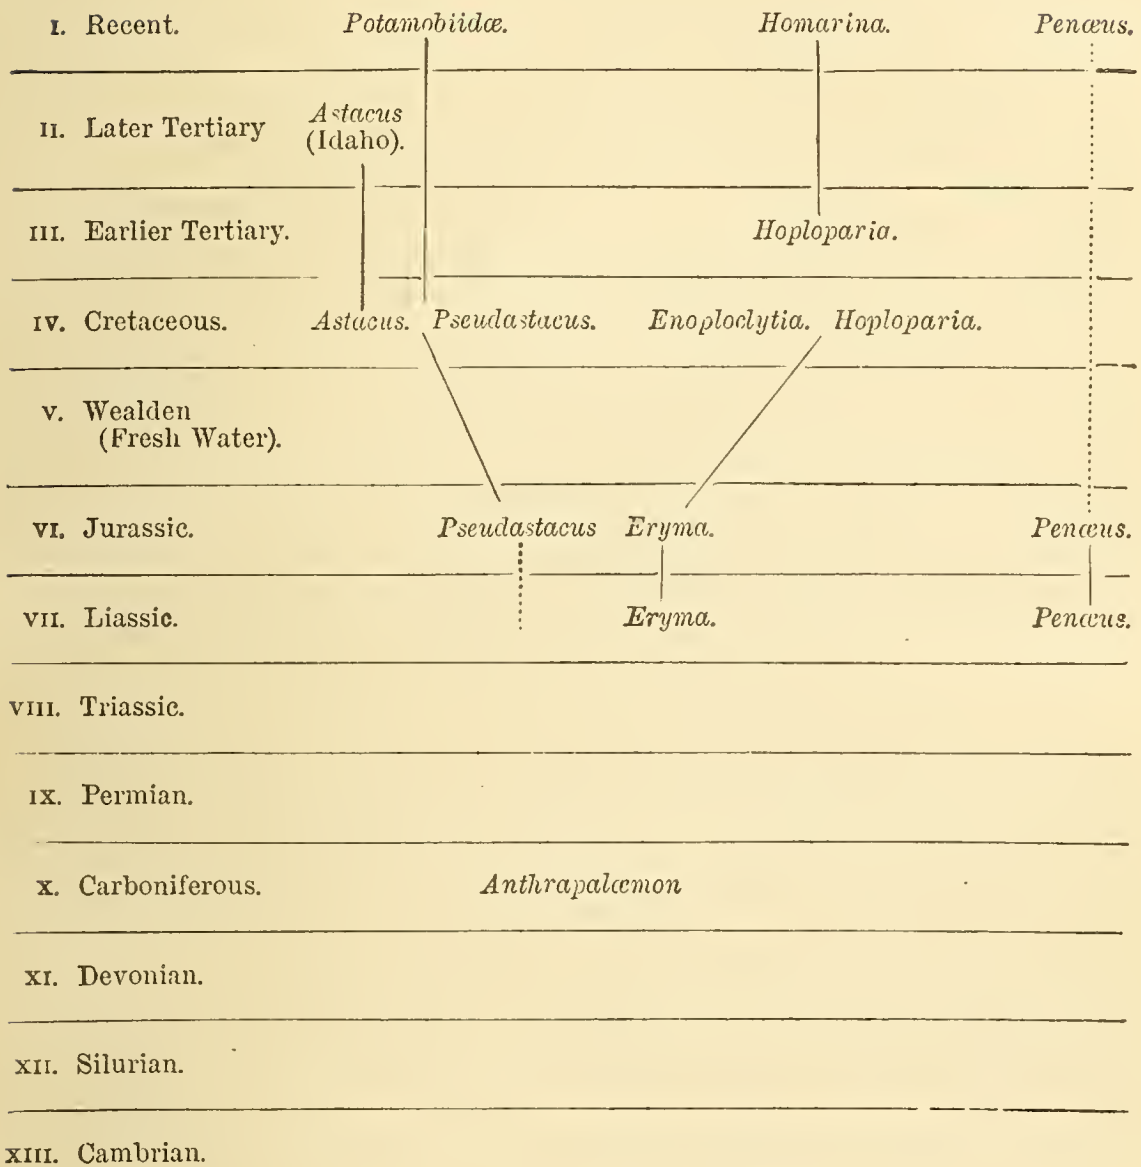 I. Recent. Potamobiidæ. Homarina. Penæus.
II. Later Tertiary Astacus
(Idaho).
III. Earlier Tertiary. Hoploparia.
IV. Cretaceous. Astacus. Pseudastacus. Enoploclytia. Hoploparia.
V. Wealden
(Fresh Water).
VI. Jurassic. Pseudastacus Eryma. Penæus.
VII. Liassic. Eryma. Penæus.
VIII. Triassic.
IX. Permian.
X. Carboniferous. Anthrapalæmon
XI. Devonian.
XII. Silurian.
XIII. Cambrian.